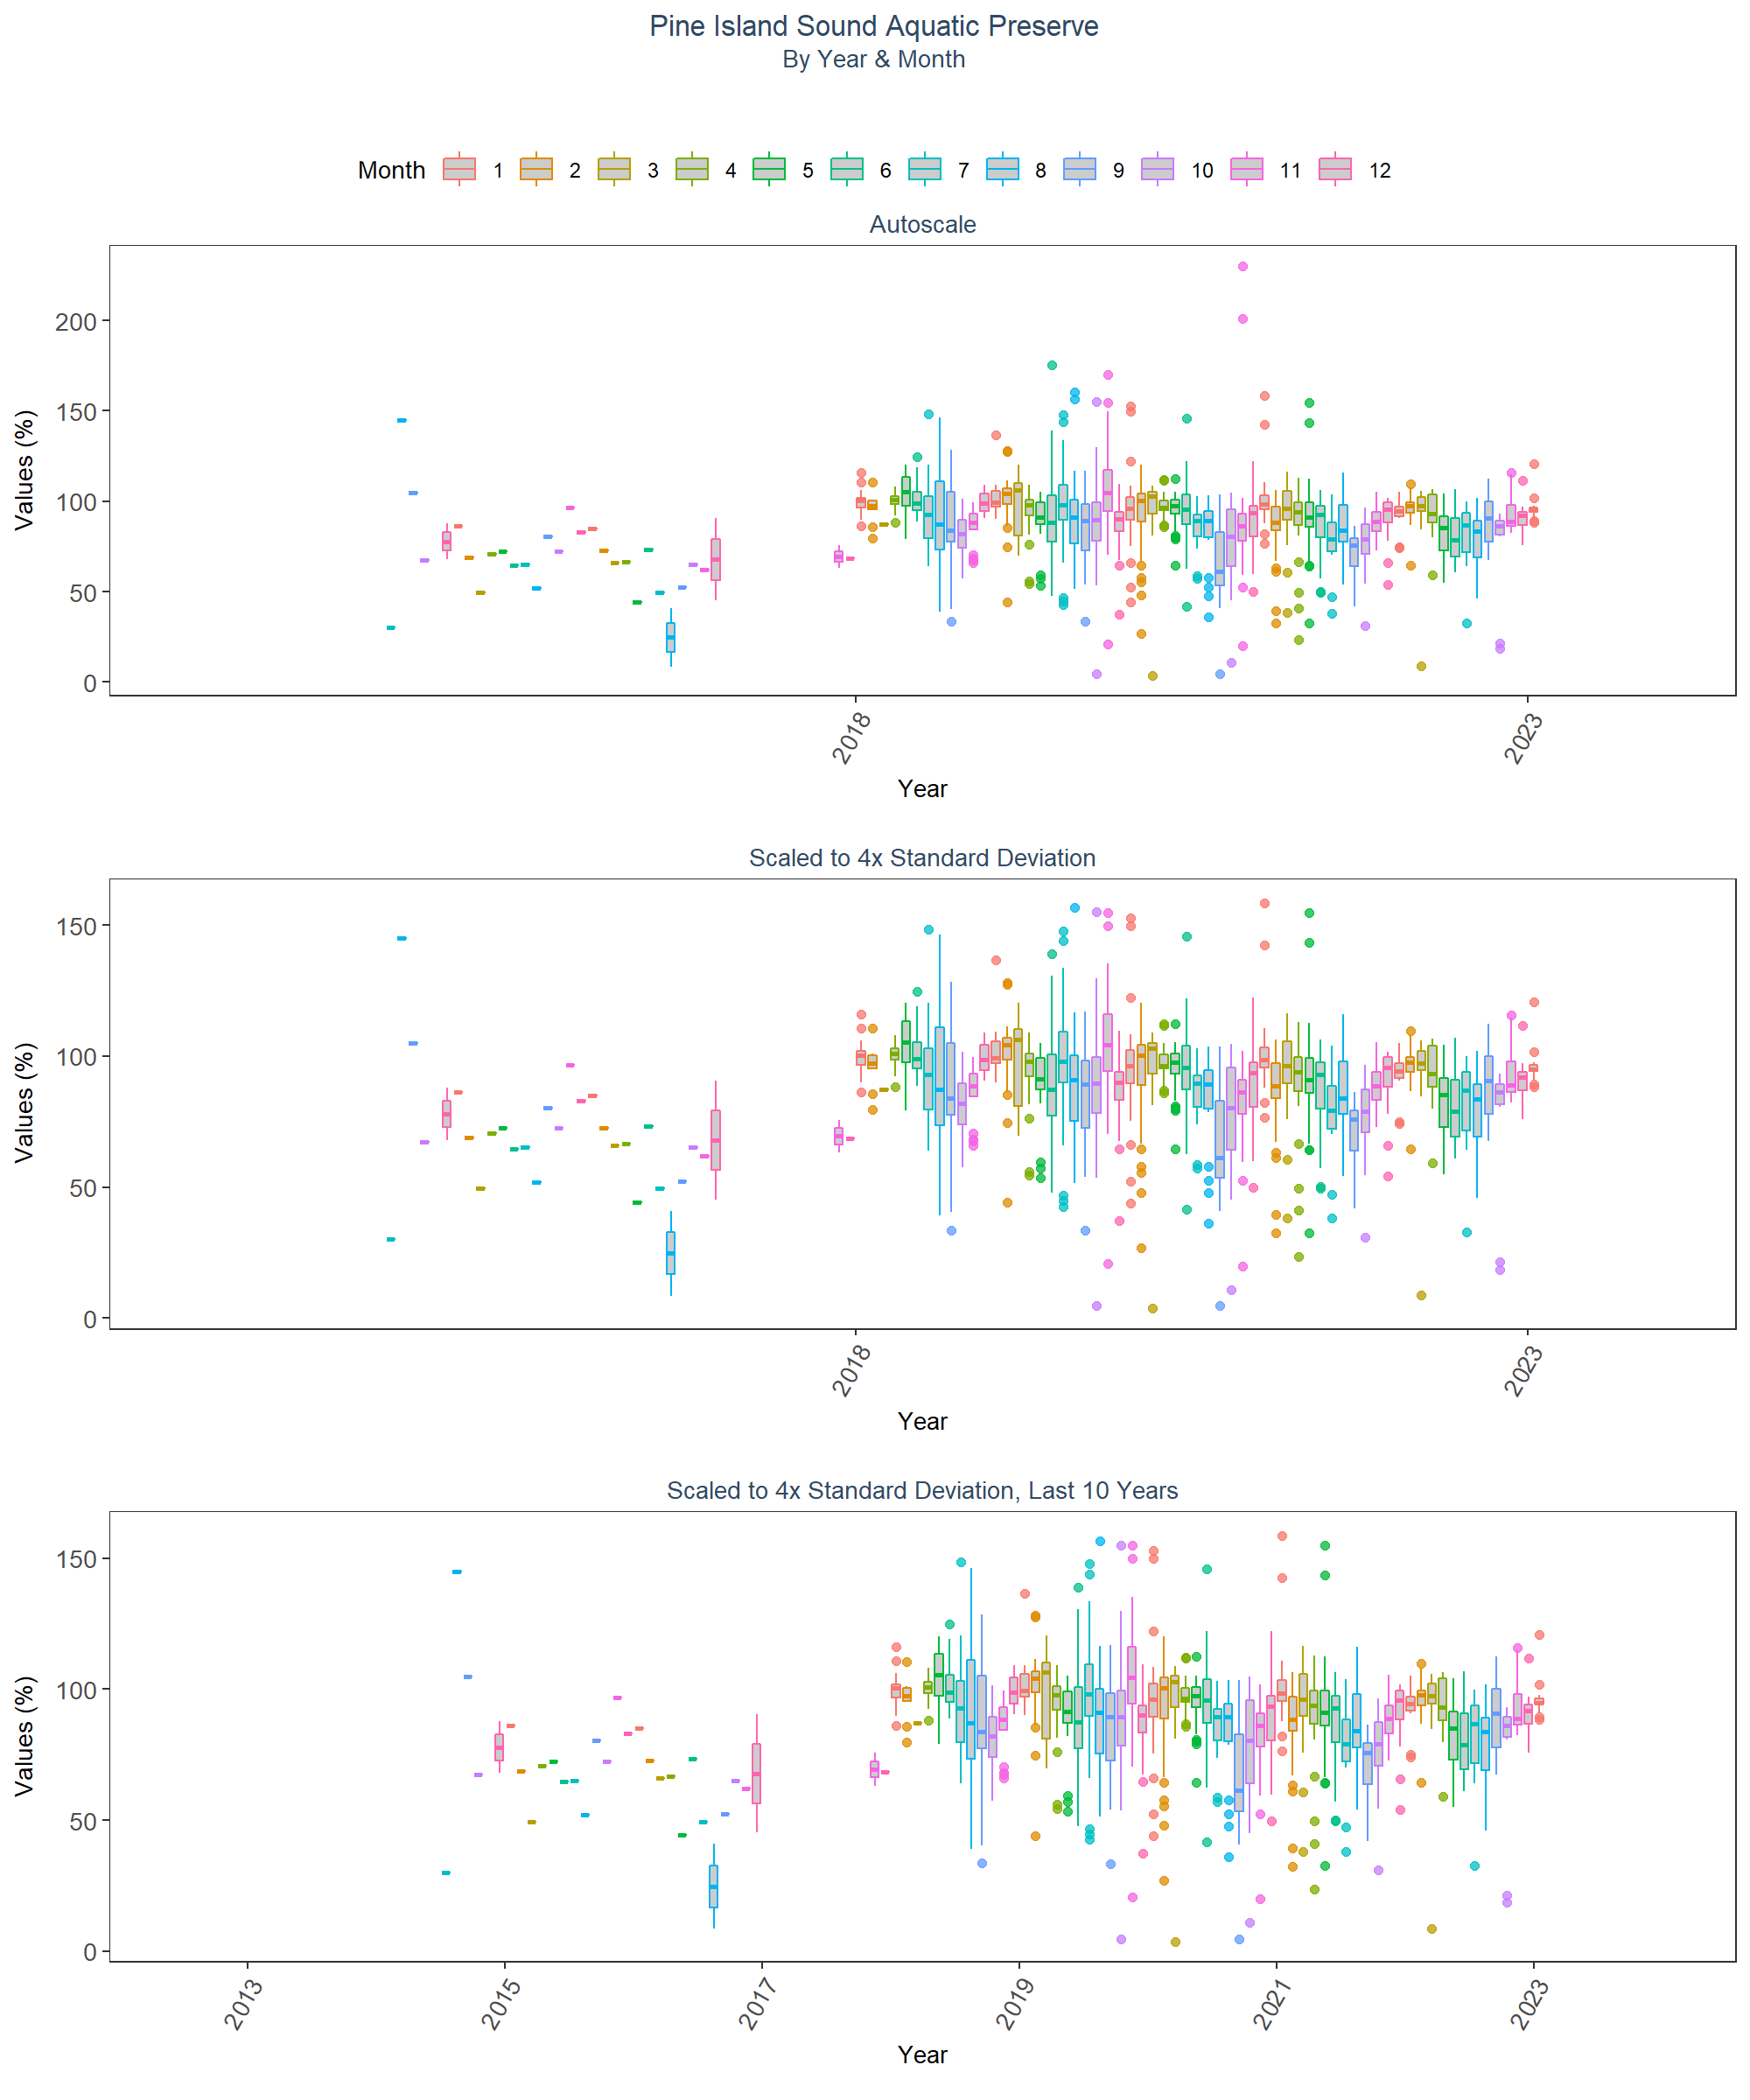 Pine Island Sound Aquatic Preserve
By Year & Month
Month 1 2 3 4 5 6 7 8 9 10 11 12
Autoscale
Values (%)
200
150
100
50
0
2018 2023
Year
Scaled to 4x Standard Deviation
Values (%)
150
100
50
0
2018 2023
Year
Scaled to 4x Standard Deviation, Last 10 Years
Values (%)
150
100
50
0
2013 2015 2017 2019 2021 2023
Year